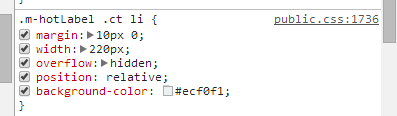 .m-hotLabel .ct li { public.css:1736
margin: 10px 0;
width: 220px;
overflow: hidden;
position: relative;
background-color: #ecf0f1;
}